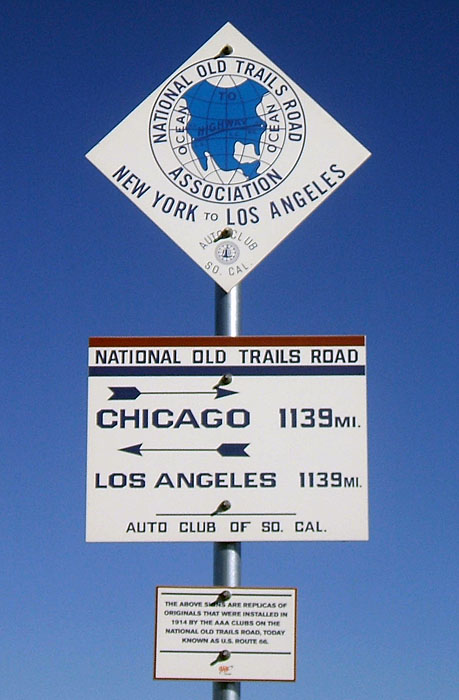 NATIONAL OLD TRAILS ROAD
OCEAN TO OCEAN
HIGHWAY
ASSOCIATION
NEW YORK TO LOS ANGELES
AUTO CLUB
SO. CAL.
NATIONAL OLD TRAILS ROAD
CHICAGO 1139MI.
LOS ANGELES 1139MI.
AUTO CLUB OF SO. CAL.
THE ABOVE SIGNS ARE REPLICAS OF
ORIGINALS THAT WERE INSTALLED IN
1914 BY THE AAA CLUBS ON THE
NATIONAL OLD TRAILS ROAD, TODAY
KNOWN AS U.S. ROUTE 66.